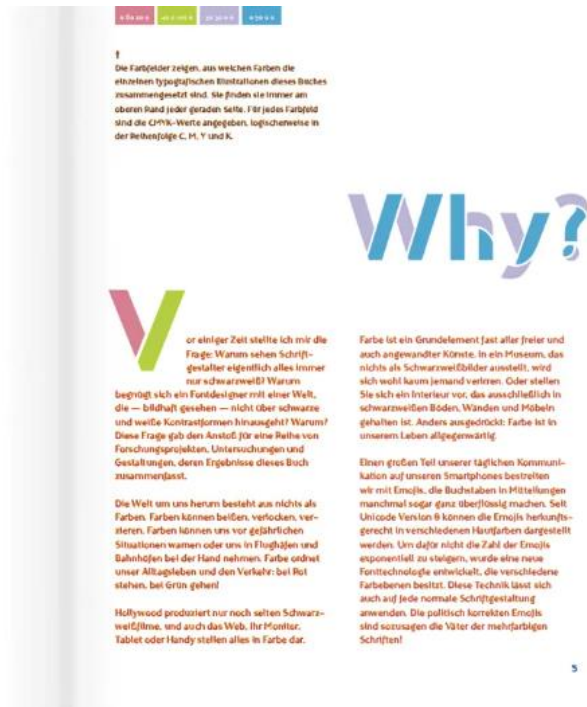 ↑
Die Farbfelder zeigen, aus welchen Farben die
einzelnen typografischen Illustrationen dieses Buches
zusammengesetzt sind. Sie finden sie immer am
oberen Rand jeder geraden Seite. Für jedes Farbfeld
sind die CMYK-Werte angegeben, logischerweise in
der Reihenfolge C, M, Y und K.
Why?
Vor einiger Zeit stellte ich mir die
Frage: Warum sehen Schrift-
gestalter eigentlich alles immer
nur schwarzweiß? Warum
begnügt sich ein Fontdesigner mit einer Welt,
die — bildhaft gesehen — nicht über schwarze
und weiße Kontrastformen hinausgeht? Warum?
Diese Frage gab den Anstoß für eine Reihe von
Forschungsprojekten, Untersuchungen und
Gestaltungen, deren Ergebnisse dieses Buch
zusammenfasst.
Die Welt um uns herum besteht aus nichts als
Farben. Farben können beißen, verlocken, ver-
zieren. Farben können uns vor gefährlichen
Situationen warnen oder uns in Flughäfen und
Bahnhöfen bei der Hand nehmen. Farbe ordnet
unser Alltagsleben und den Verkehr: bei Rot
stehen, bei Grün gehen!
Hollywood produziert nur noch selten Schwarz-
weißfilme, und auch das Web, Ihr Monitor,
Tablet oder Handy stellen alles in Farbe dar.
Farbe ist ein Grundelement fast aller freier und
auch angewandter Künste. In ein Museum, das
nichts als Schwarzweißbilder ausstellt, wird
sich wohl kaum jemand verirren. Oder stellen
Sie sich ein Interieur vor, das ausschließlich in
schwarzweißen Böden, Wänden und Möbeln
gehalten ist. Anders ausgedrückt: Farbe ist in
unserem Leben allgegenwärtig.
Einen großen Teil unserer täglichen Kommuni-
kation auf unseren Smartphones bestreiten
wir mit Emojis, die Buchstaben in Mitteilungen
manchmal sogar ganz überflüssig machen. Seit
Unicode Version 8 können die Emojis herkunfts-
gerecht in verschiedenen Hautfarben dargestellt
werden. Um dafür nicht die Zahl der Emojis
exponentiell zu steigern, wurde eine neue
Fonttechnologie entwickelt, die verschiedene
Farbebenen besitzt. Diese Technik lässt sich
auch auf jede normale Schriftgestaltung
anwenden. Die politisch korrekten Emojis
sind sozusagen die Väter der mehrfarbigen
Schriften!
5